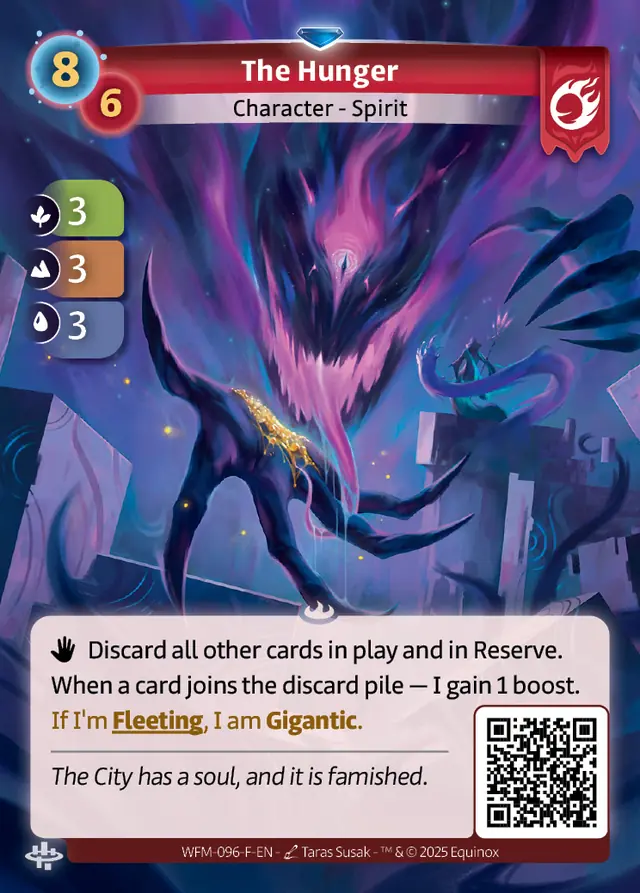 8
6
The Hunger
Character - Spirit
3
3
3
Discard all other cards in play and in Reserve.
When a card joins the discard pile — I gain 1 boost.
If I'm Fleeting, I am Gigantic.
The City has a soul, and it is famished.
WFM-096-F-EN - Taras Susak - ™ & © 2025 Equinox